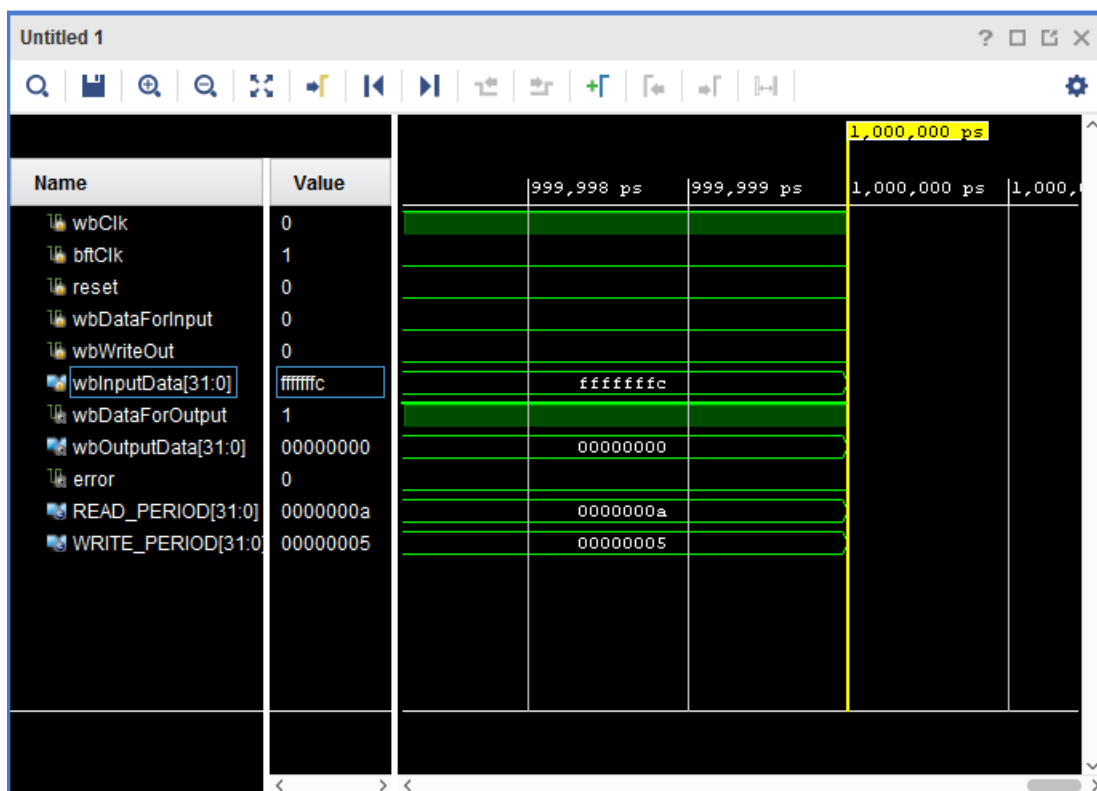 Untitled 1
1,000,000 ps
Name Value 999,998 ps 999,999 ps 1,000,000 ps 1,000,
wbClk 0
bftClk 1
reset 0
wbDataForInput 0
wbWriteOut 0
wbInputData[31:0] fffffffc fffffffc
wbDataForOutput 1
wbOutputData[31:0] 00000000 00000000
error 0
READ_PERIOD[31:0] 0000000a 0000000a
WRITE_PERIOD[31:0] 00000005 00000005